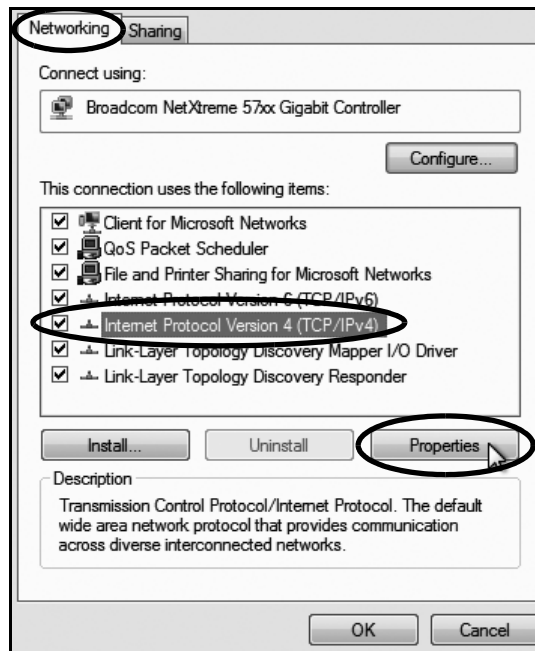 Networking Sharing
Connect using:
Broadcom NetXtreme 57xx Gigabit Controller
Configure...
This connection uses the following items:
Client for Microsoft Networks
QoS Packet Scheduler
File and Printer Sharing for Microsoft Networks
Internet Protocol Version 6 (TCP/IPv6)
Internet Protocol Version 4 (TCP/IPv4)
Link-Layer Topology Discovery Mapper I/O Driver
Link-Layer Topology Discovery Responder
Install... Uninstall Properties
Description
Transmission Control Protocol/Internet Protocol. The default
wide area network protocol that provides communication
across diverse interconnected networks.
OK Cancel